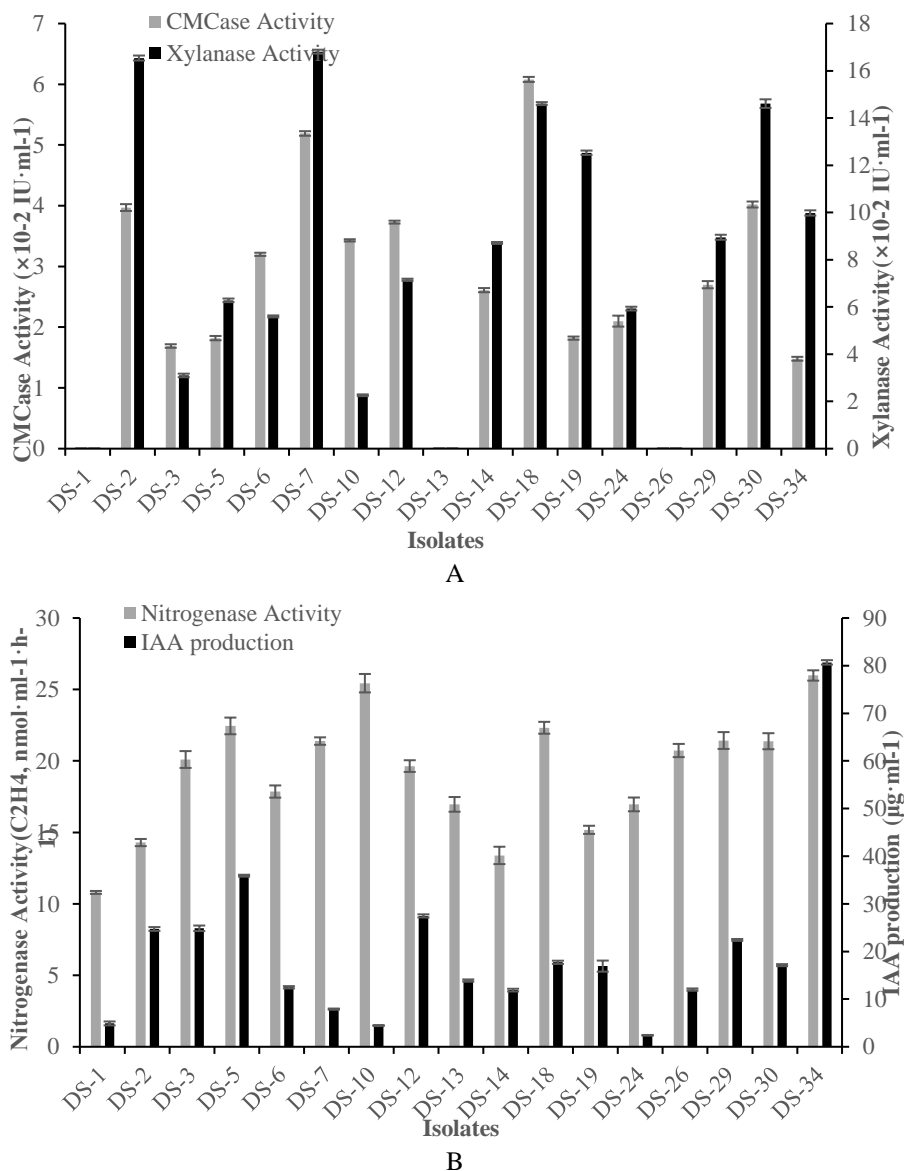 CMCase Activity
Xylanase Activity
CMCase Activity (×10-2 IU·ml-1)
7
6
5
4
3
2
1
0
18
16
14
12
10
8
6
4
2
0
Xylanase Activity(×10-2 IU·ml-1)
DS-1 DS-2 DS-3 DS-5 DS-6 DS-7 DS-10 DS-12 DS-13 DS-14 DS-18 DS-19 DS-24 DS-26 DS-29 DS-30 DS-34
Isolates
A
Nitrogenase Activity
IAA production
Nitrogenase Activity(C2H4, nmol·ml-1·h-
1)
30
25
20
15
10
5
0
90
80
70
60
50
40
30
20
10
0
IAA production (μg·ml-1)
DS-1 DS-2 DS-3 DS-5 DS-6 DS-7 DS-10 DS-12 DS-13 DS-14 DS-18 DS-19 DS-24 DS-26 DS-29 DS-30 DS-34
Isolates
B